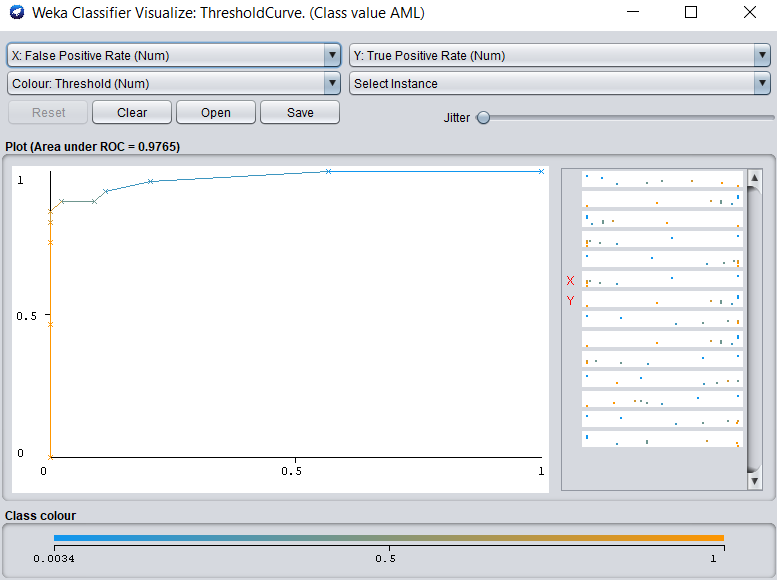 Weka Classifier Visualize: ThresholdCurve. (Class value AML)
X: False Positive Rate (Num) Y: True Positive Rate (Num)
Colour: Threshold (Num) Select Instance
Reset Clear Open Save Jitter
Plot (Area under ROC = 0.9765)
1
0.5
0
0 0.5 1
X
Y
Class colour
0.0034 0.5 1